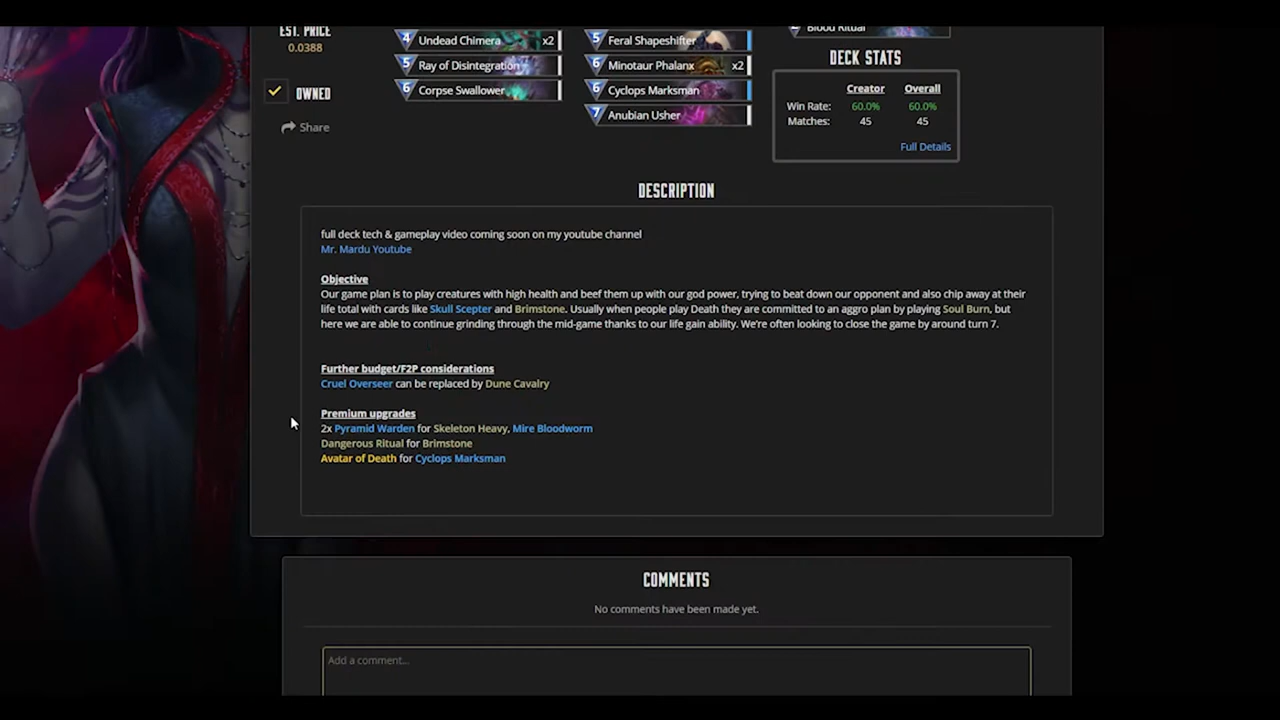 EST. PRICE
0.0388
OWNED
Share
4 Undead Chimera x2
5 Ray of Disintegration
6 Corpse Swallower
5 Feral Shapeshifter
6 Minotaur Phalanx x2
6 Cyclops Marksman
7 Anubian Usher
Blood Ritual
DECK STATS
Creator Overall
Win Rate: 60.0% 60.0%
Matches: 45 45
Full Details
DESCRIPTION
full deck tech & gameplay video coming soon on my youtube channel
Mr. Mardu Youtube
Objective
Our game plan is to play creatures with high health and beef them up with our god power, trying to beat down our opponent and also chip away at their
life total with cards like Skull Scepter and Brimstone. Usually when people play Death they are committed to an aggro plan by playing Soul Burn, but
here we are able to continue grinding through the mid-game thanks to our life gain ability. We're often looking to close the game by around turn 7.
Further budget/F2P considerations
Cruel Overseer can be replaced by Dune Cavalry
Premium upgrades
2x Pyramid Warden for Skeleton Heavy, Mire Bloodworm
Dangerous Ritual for Brimstone
Avatar of Death for Cyclops Marksman
COMMENTS
No comments have been made yet.
Add a comment...